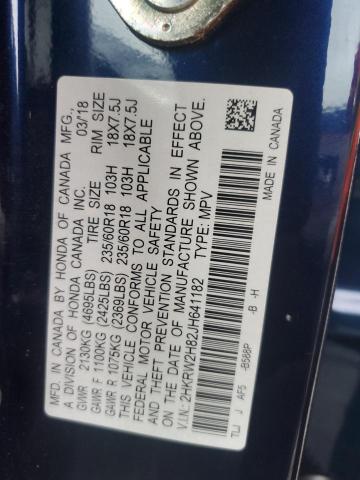 MFD. IN CANADA BY HONDA OF CANADA MFG.,
A DIVISION OF HONDA CANADA INC. 03/18
GVWR 2130KG (4695LBS) TIRE SIZE RIM SIZE
GAWR F 1100KG (2425LBS) 235/60R18 103H 18X7.5J
GAWR R 1075KG (2369LBS) 235/60R18 103H 18X7.5J
THIS VEHICLE CONFORMS TO ALL APPLICABLE
FEDERAL MOTOR VEHICLE SAFETY
AND THEFT PREVENTION STANDARDS IN EFFECT
ON THE DATE OF MANUFACTURE SHOWN ABOVE.
V.I.N.: 2HKRW2H82JH641182 TYPE: MPV
TLJ J AF5 -B588P -B -H MADE IN CANADA